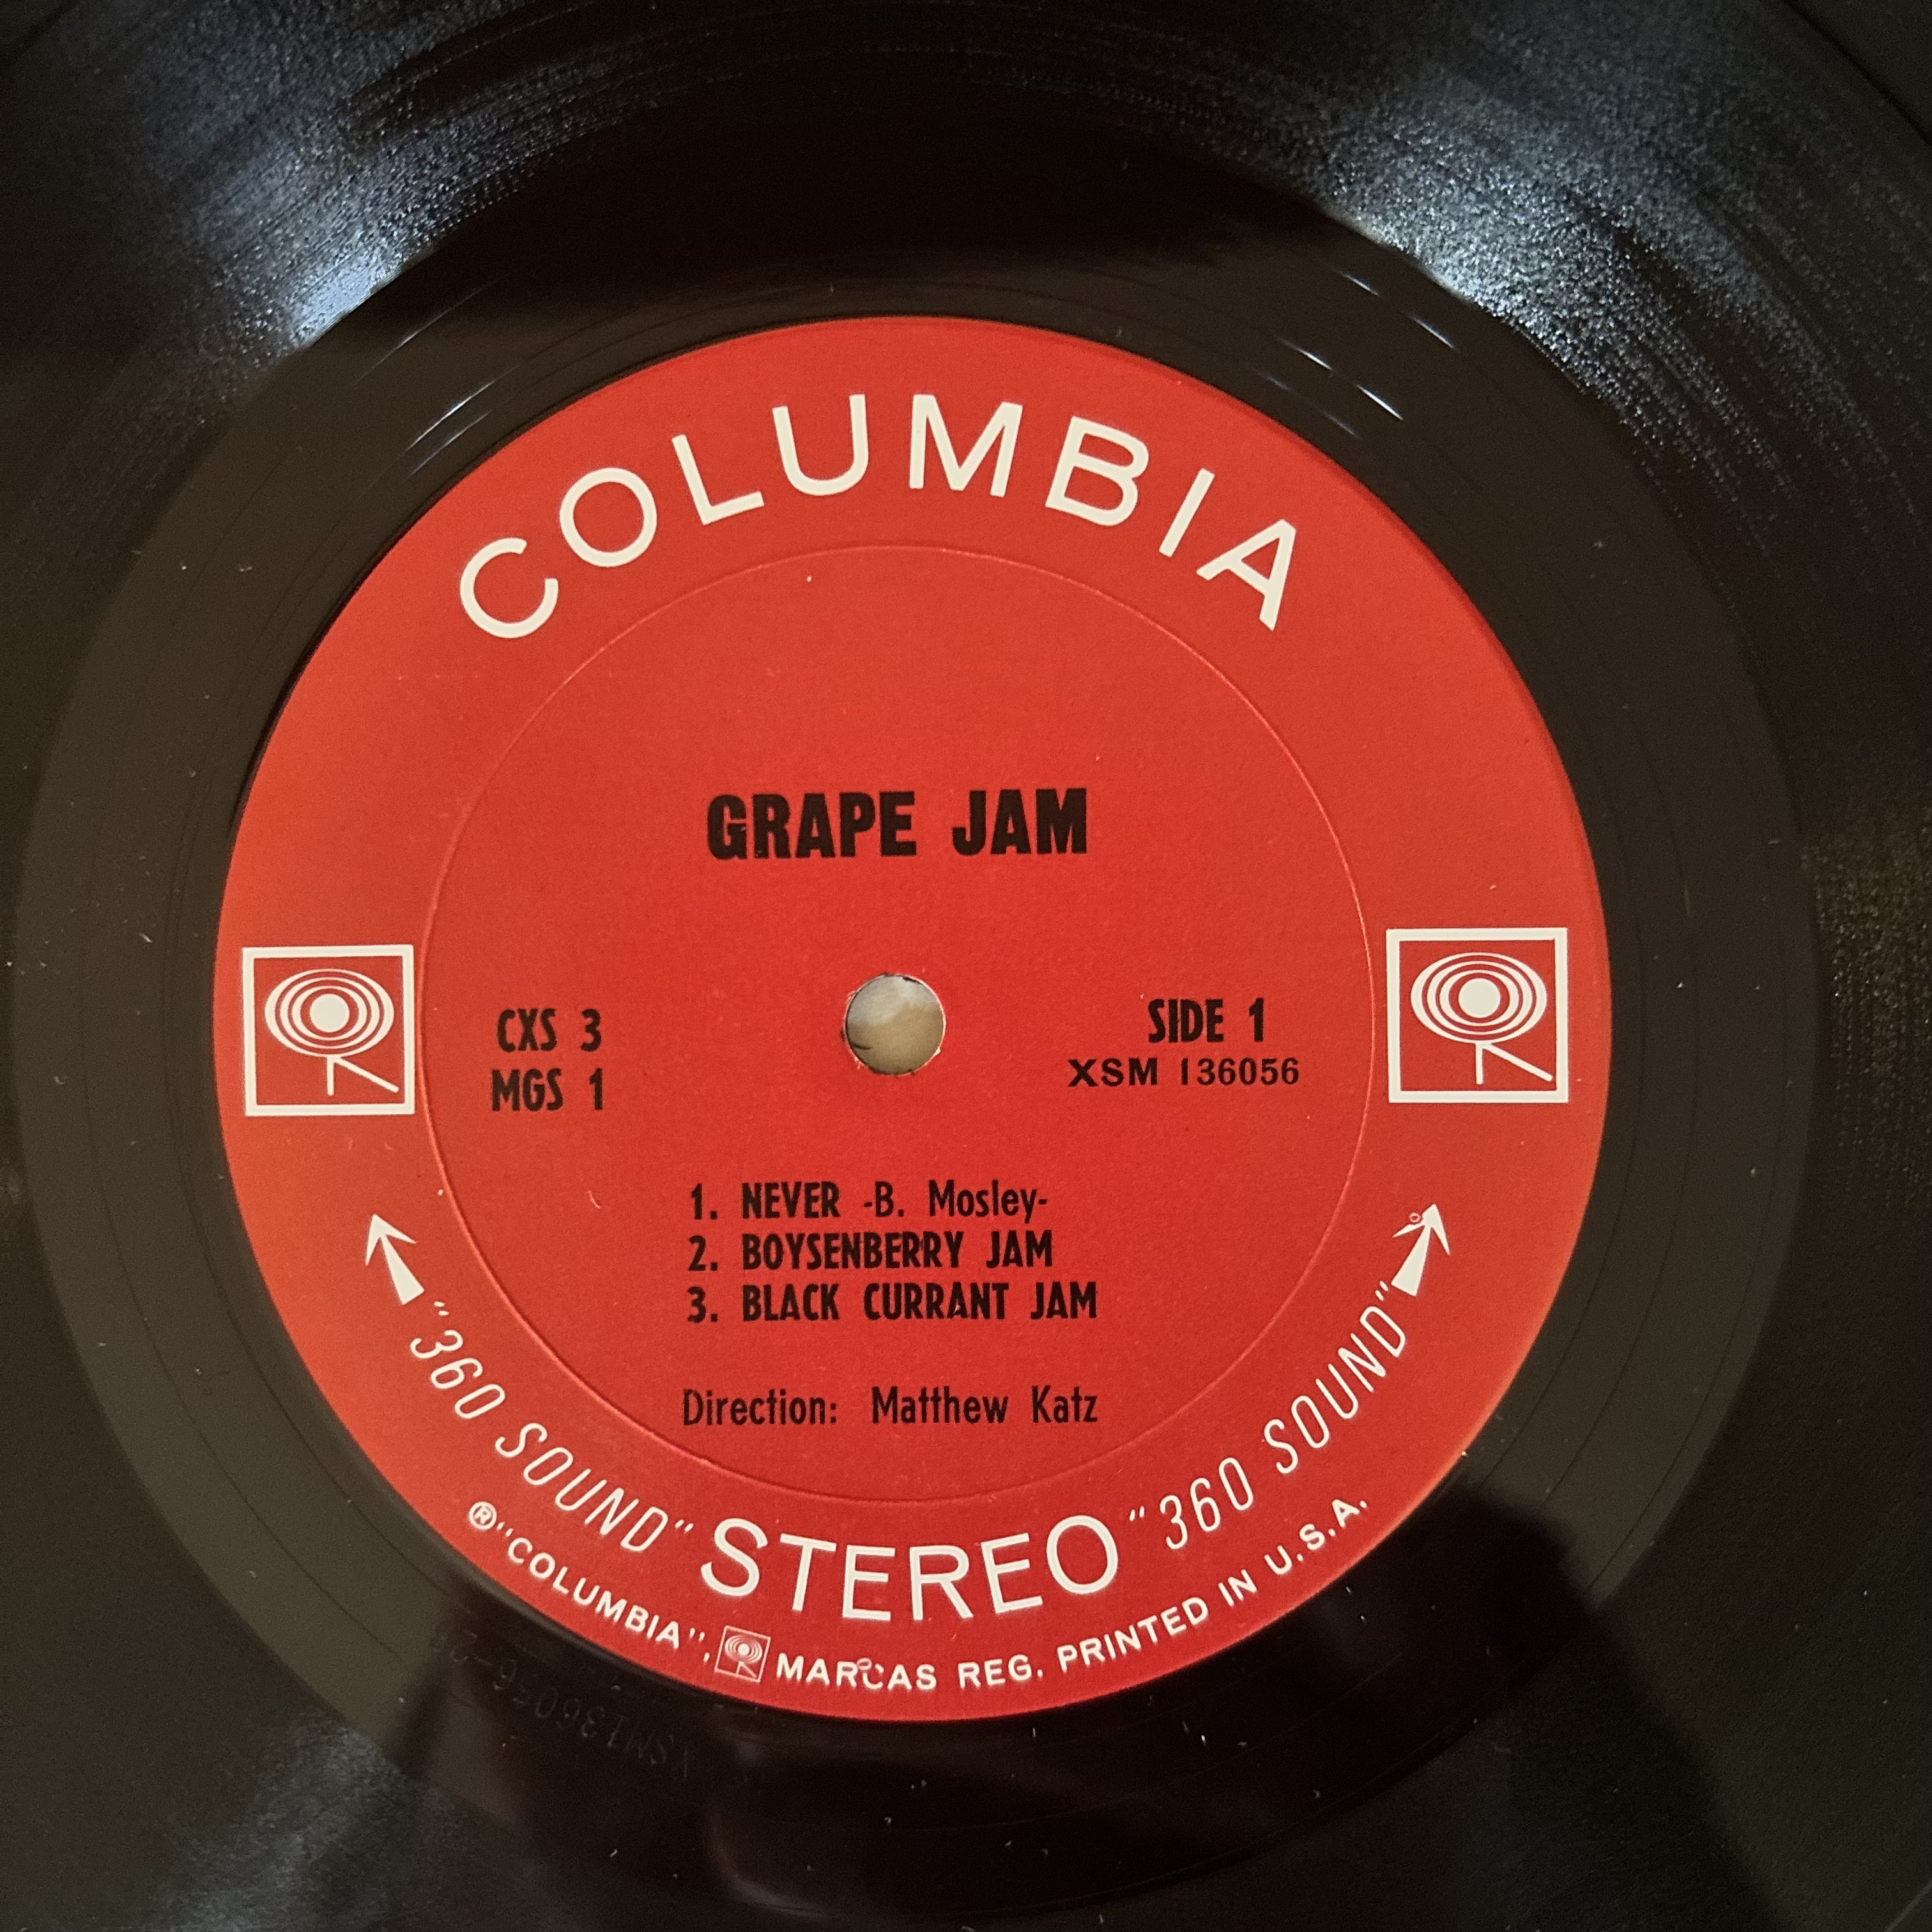 COLUMBIA
GRAPE JAM
CXS 3
MGS 1
SIDE 1
XSM 136056
1. NEVER -B. Mosley-
2. BOYSENBERRY JAM
3. BLACK CURRANT JAM
Direction: Matthew Katz
"360 SOUND" STEREO "360 SOUND"
®"COLUMBIA", MARCAS REG. PRINTED IN U.S.A.